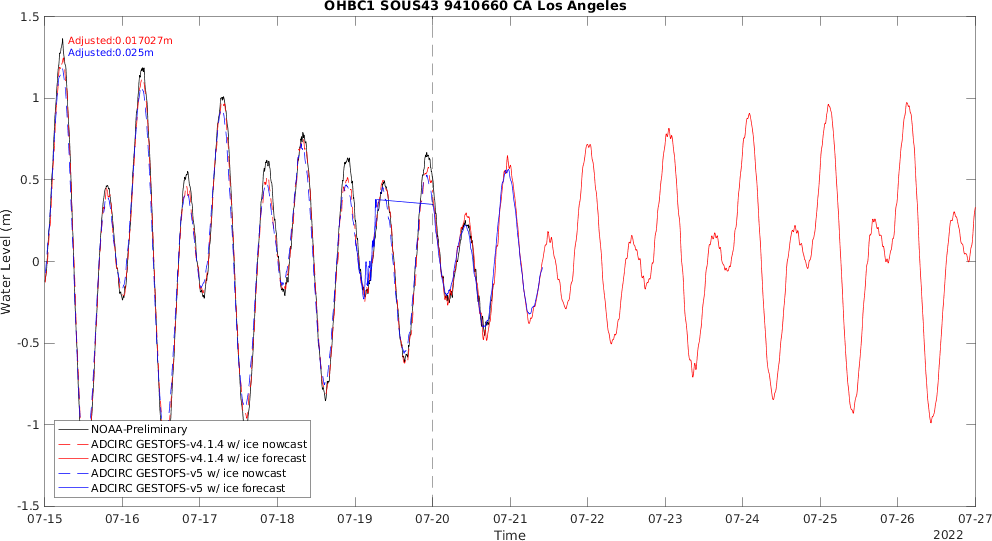 OHBC1 SOUS43 9410660 CA Los Angeles
Adjusted:0.017027m
Adjusted:0.025m
1.5
1
0.5
0
-0.5
-1
-1.5
Water Level (m)
NOAA-Preliminary
ADCIRC GESTOFS-v4.1.4 w/ ice nowcast
ADCIRC GESTOFS-v4.1.4 w/ ice forecast
ADCIRC GESTOFS-v5 w/ ice nowcast
ADCIRC GESTOFS-v5 w/ ice forecast
07-15 07-16 07-17 07-18 07-19 07-20 07-21 07-22 07-23 07-24 07-25 07-26 07-27
Time
2022